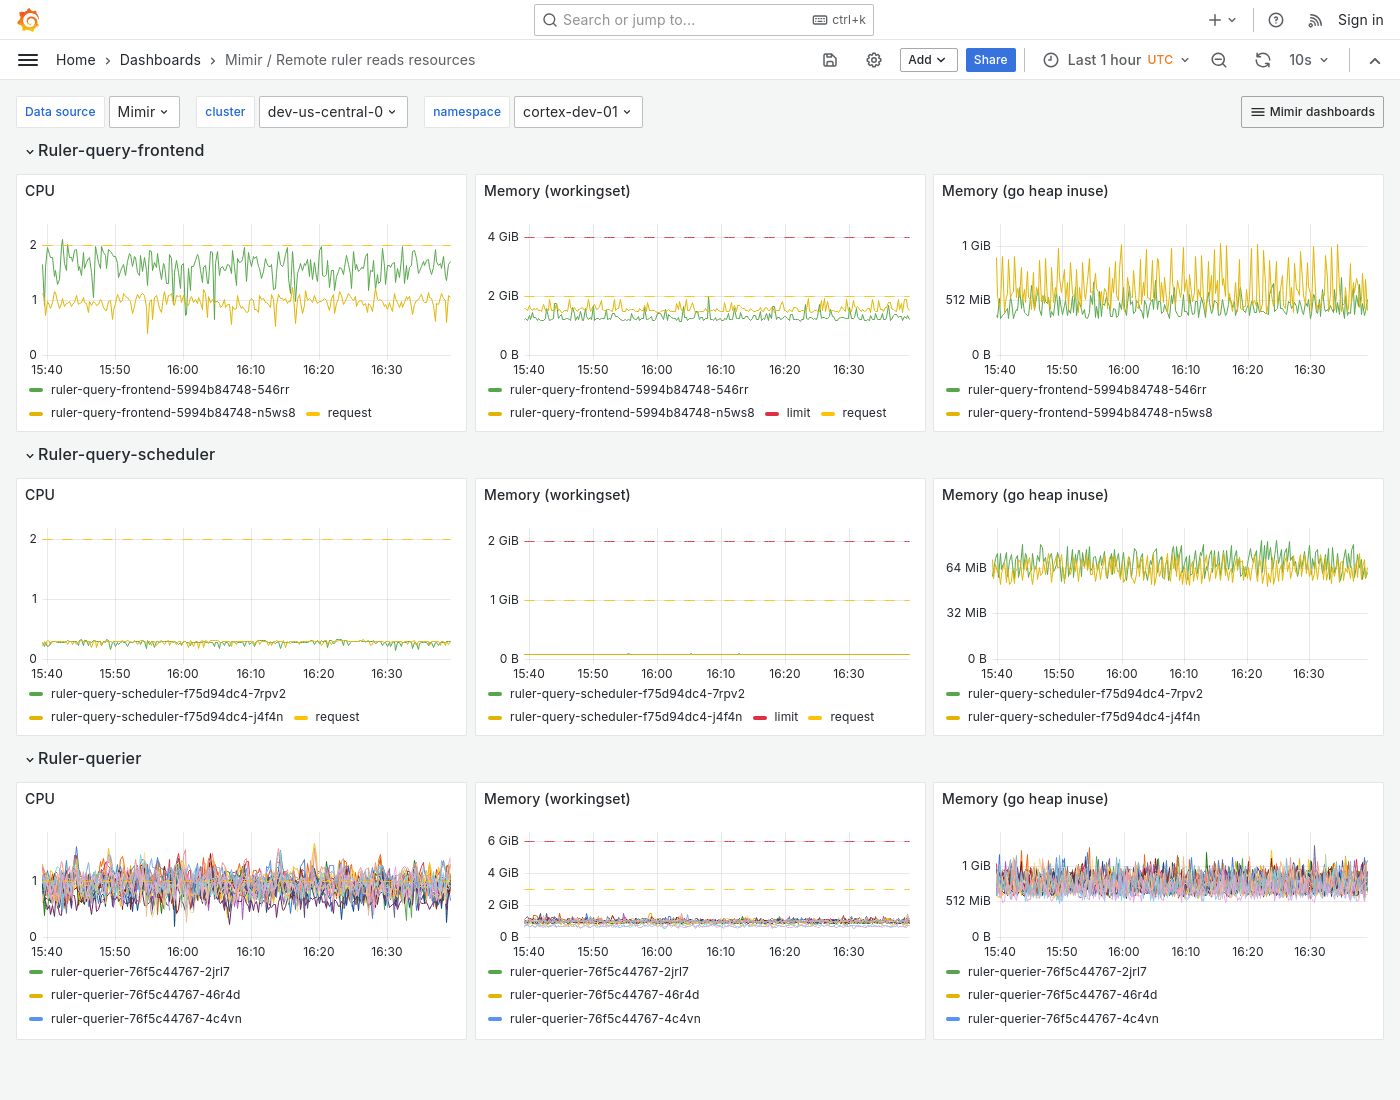 Search or jump to...
ctrl+k
Sign in
Home
Dashboards
Mimir / Remote ruler reads resources
Add
Share
Last 1 hour UTC
10s
Data source
Mimir
cluster
dev-us-central-0
namespace
cortex-dev-01
Mimir dashboards
Ruler-query-frontend
CPU
2
1
0
15:40 15:50 16:00 16:10 16:20 16:30
ruler-query-frontend-5994b84748-546rr
ruler-query-frontend-5994b84748-n5ws8 request
Memory (workingset)
4 GiB
2 GiB
0 B
15:40 15:50 16:00 16:10 16:20 16:30
ruler-query-frontend-5994b84748-546rr
ruler-query-frontend-5994b84748-n5ws8 limit request
Memory (go heap inuse)
1 GiB
512 MiB
0 B
15:40 15:50 16:00 16:10 16:20 16:30
ruler-query-frontend-5994b84748-546rr
ruler-query-frontend-5994b84748-n5ws8
Ruler-query-scheduler
CPU
2
1
0
15:40 15:50 16:00 16:10 16:20 16:30
ruler-query-scheduler-f75d94dc4-7rpv2
ruler-query-scheduler-f75d94dc4-j4f4n request
Memory (workingset)
2 GiB
1 GiB
0 B
15:40 15:50 16:00 16:10 16:20 16:30
ruler-query-scheduler-f75d94dc4-7rpv2
ruler-query-scheduler-f75d94dc4-j4f4n limit request
Memory (go heap inuse)
64 MiB
32 MiB
0 B
15:40 15:50 16:00 16:10 16:20 16:30
ruler-query-scheduler-f75d94dc4-7rpv2
ruler-query-scheduler-f75d94dc4-j4f4n
Ruler-querier
CPU
1
0
15:40 15:50 16:00 16:10 16:20 16:30
ruler-querier-76f5c44767-2jrl7
ruler-querier-76f5c44767-46r4d
ruler-querier-76f5c44767-4c4vn
Memory (workingset)
6 GiB
4 GiB
2 GiB
0 B
15:40 15:50 16:00 16:10 16:20 16:30
ruler-querier-76f5c44767-2jrl7
ruler-querier-76f5c44767-46r4d
ruler-querier-76f5c44767-4c4vn
Memory (go heap inuse)
1 GiB
512 MiB
0 B
15:40 15:50 16:00 16:10 16:20 16:30
ruler-querier-76f5c44767-2jrl7
ruler-querier-76f5c44767-46r4d
ruler-querier-76f5c44767-4c4vn